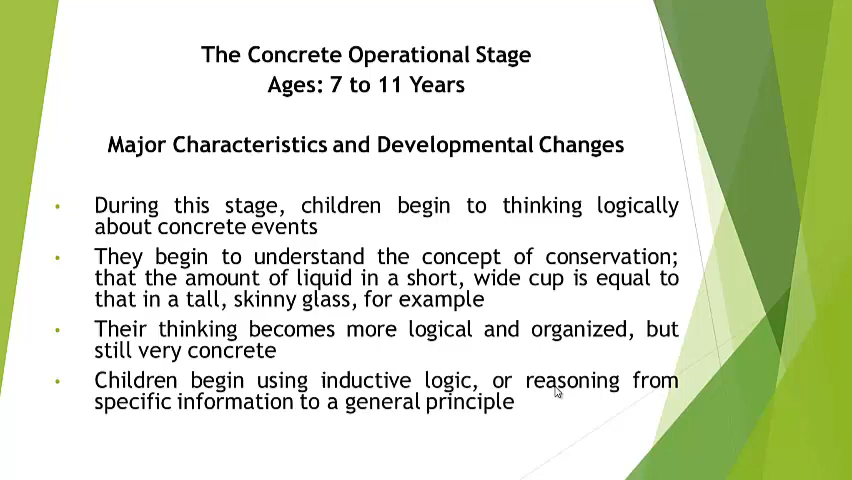 The Concrete Operational Stage
Ages: 7 to 11 Years
Major Characteristics and Developmental Changes
• During this stage, children begin to thinking logically
about concrete events
• They begin to understand the concept of conservation;
that the amount of liquid in a short, wide cup is equal to
that in a tall, skinny glass, for example
• Their thinking becomes more logical and organized, but
still very concrete
• Children begin using inductive logic, or reasoning from
specific information to a general principle